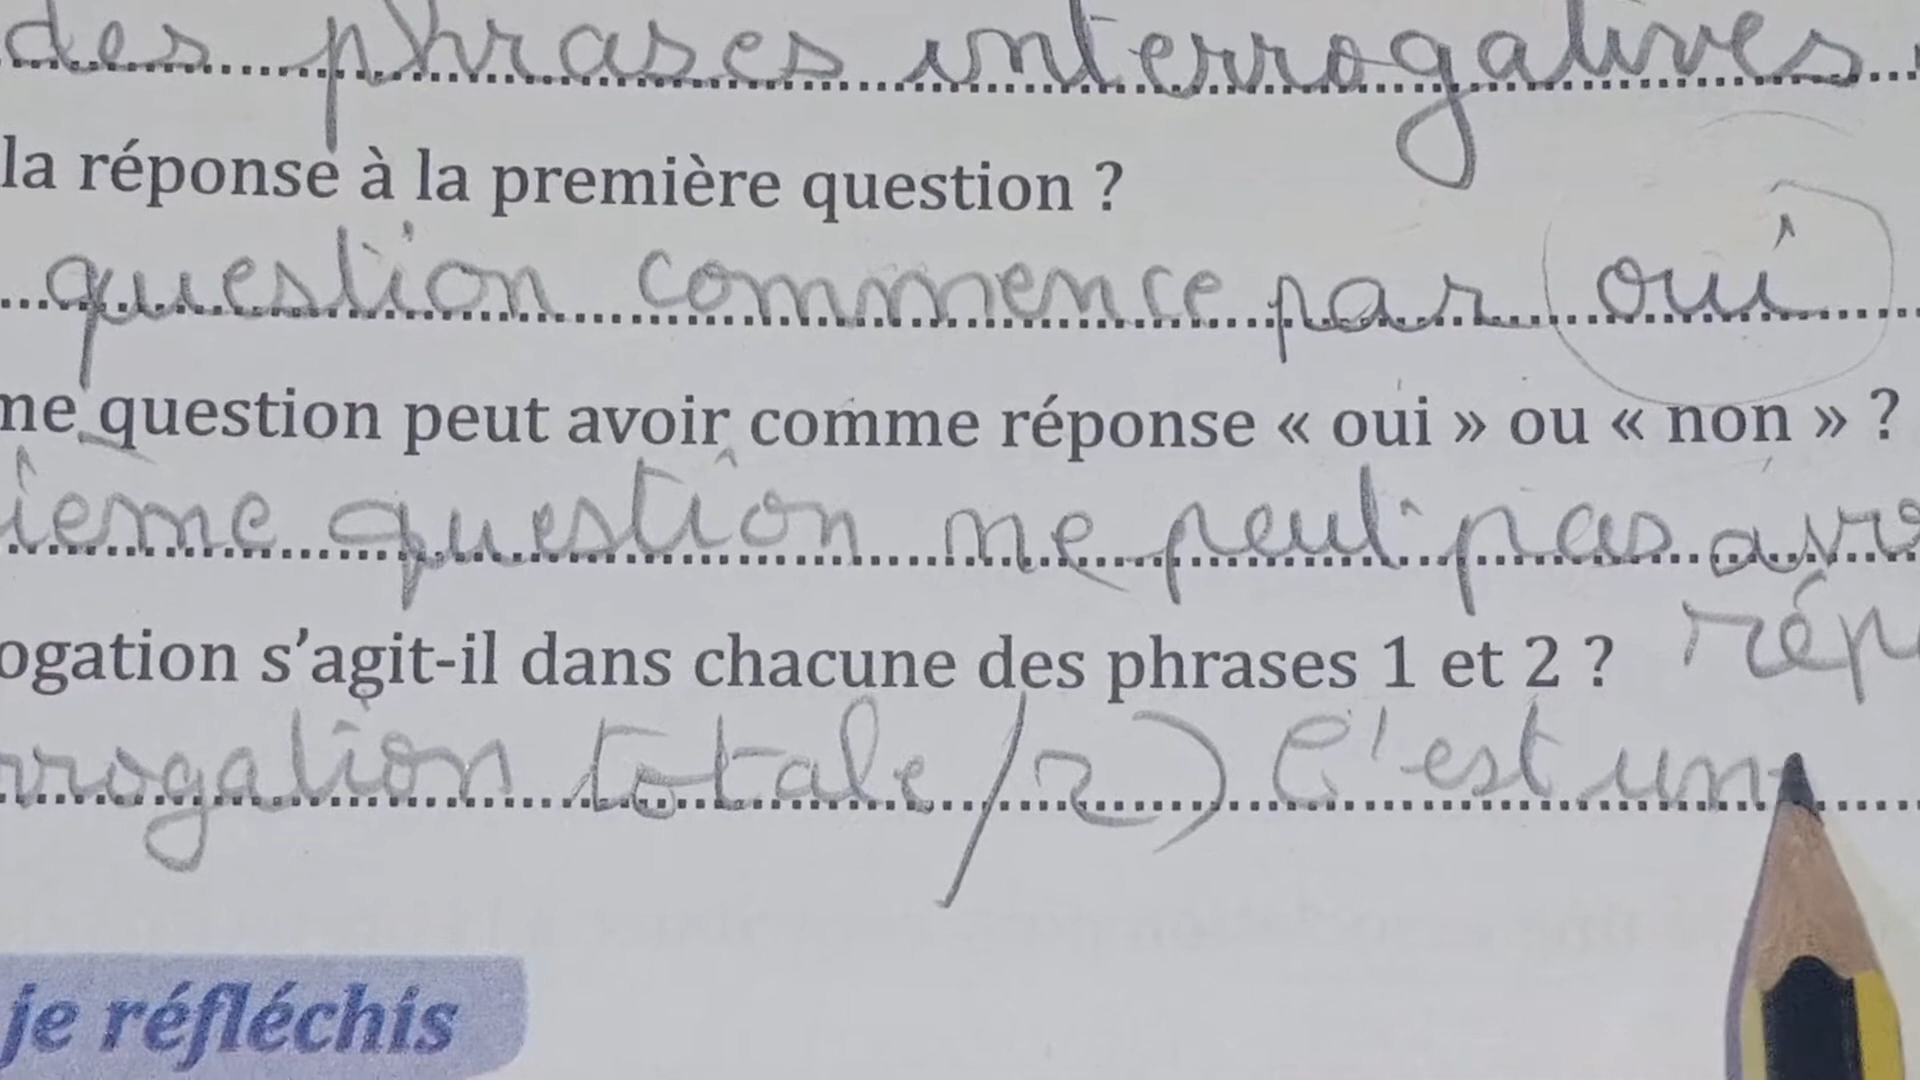 des phrases interrogatives
la réponse à la première question ?
question commence par oui
me question peut avoir comme réponse « oui » ou « non » ?
ième question ne peut pas avo
ogation s'agit-il dans chacune des phrases 1 et 2 ?
rép
rrogation totale / 2) C'est un
je réfléchis